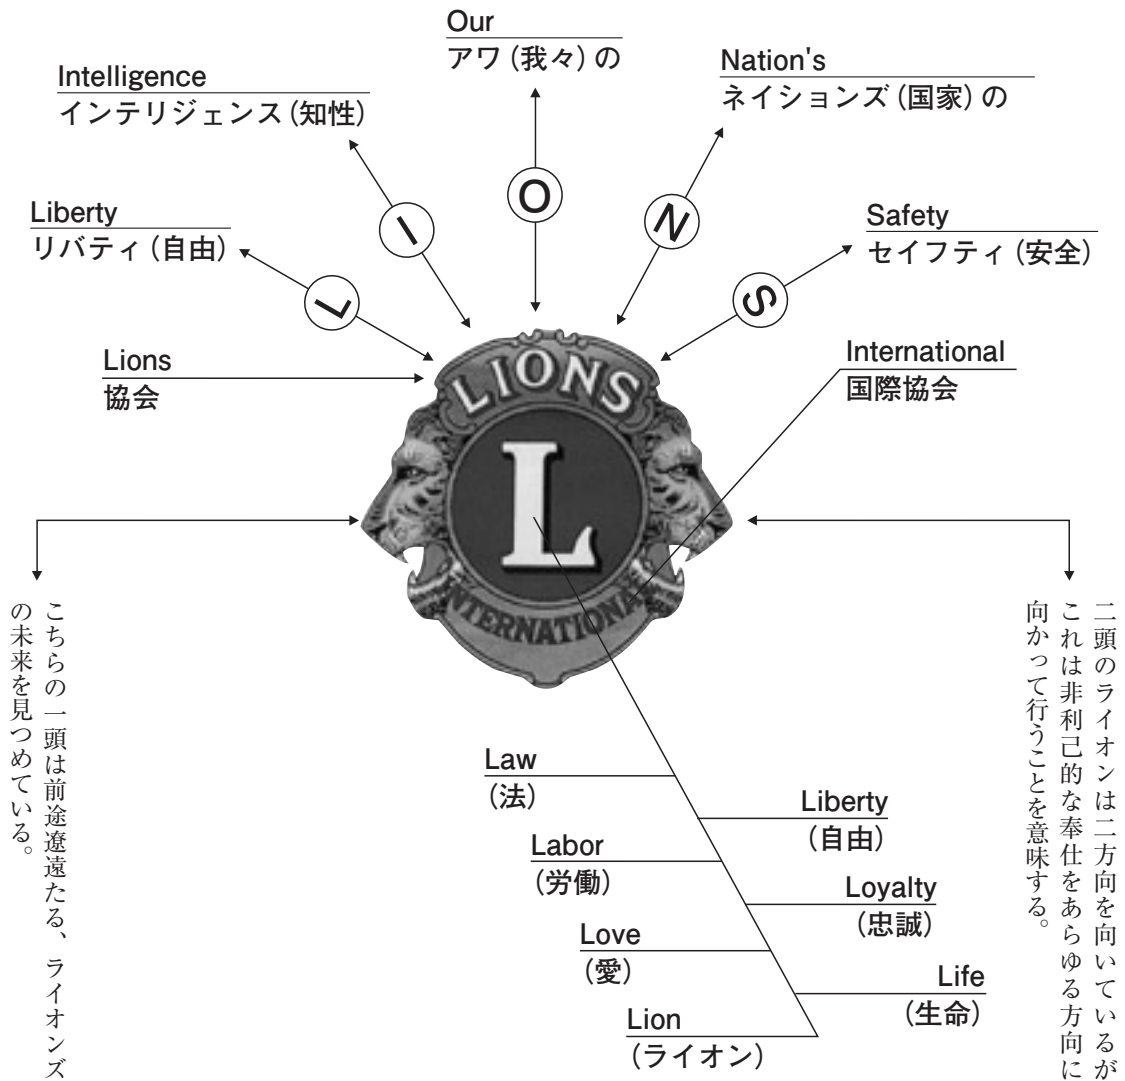 Our
アワ(我々)の
Nation's
ネイションズ(国家)の
Intelligence
インテリジェンス(知性)
Liberty
リバティ(自由)
Safety
セイフティ(安全)
L
I
O
N
S
Lions
協会
International
国際協会
LIONS
L
INTERNATIONAL
二頭のライオンは二方向を向いているが
これは非利己的な奉仕をあらゆる方向に
向かって行うことを意味する。
こちらの一頭は前途遼遠たる、ライオンズ
の未来を見つめている。
Law
(法)
Liberty
(自由)
Labor
(労働)
Loyalty
(忠誠)
Love
(愛)
Life
(生命)
Lion
(ライオン)